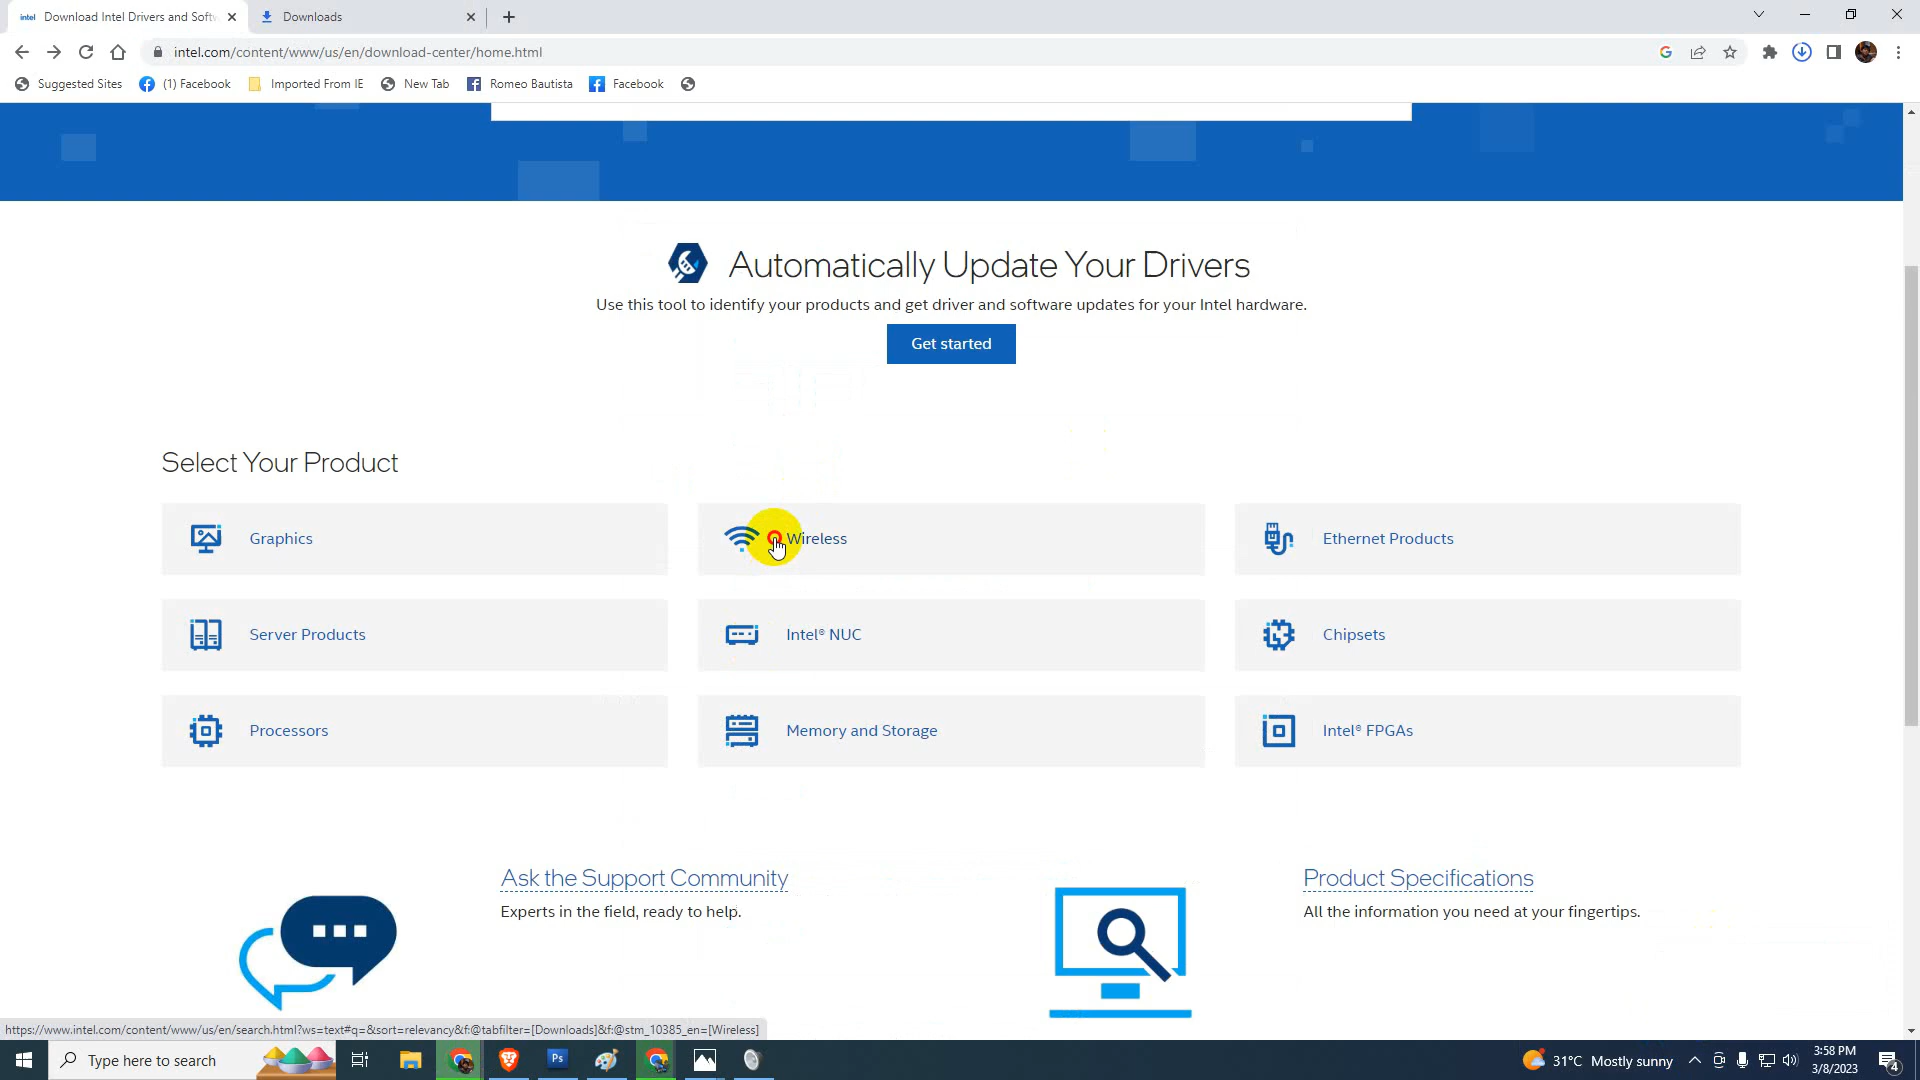 intel Download Intel Drivers and Softw
Downloads
intel.com/content/www/us/en/download-center/home.html
Suggested Sites
(1) Facebook
Imported From IE
New Tab
Romeo Bautista
Facebook
Automatically Update Your Drivers
Use this tool to identify your products and get driver and software updates for your Intel hardware.
Get started
Select Your Product
Graphics
Wireless
Ethernet Products
Server Products
Intel® NUC
Chipsets
Processors
Memory and Storage
Intel® FPGAs
Ask the Support Community
Experts in the field, ready to help.
Product Specifications
All the information you need at your fingertips.
https://www.intel.com/content/www/us/en/search.html?ws=text#q=&sort=relevancy&f:@tabfilter=[Downloads]&f:@stm_10385_en=[Wireless]
Type here to search
Ps
31°C Mostly sunny
3:58 PM
3/8/2023
4